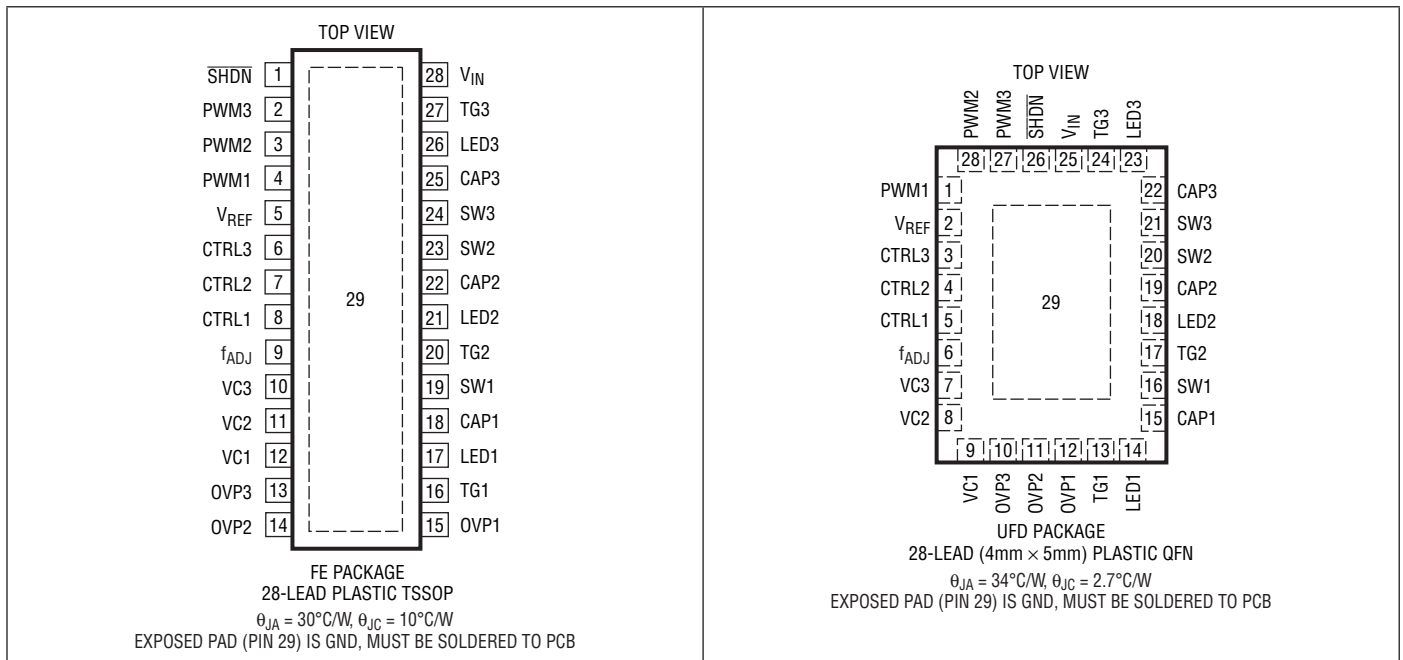 TOP VIEW
SHDN 1
PWM3 2
PWM2 3
PWM1 4
VREF 5
CTRL3 6
CTRL2 7
CTRL1 8
fADJ 9
VC3 10
VC2 11
VC1 12
OVP3 13
OVP2 14
29
28 VIN
27 TG3
26 LED3
25 CAP3
24 SW3
23 SW2
22 CAP2
21 LED2
20 TG2
19 SW1
18 CAP1
17 LED1
16 TG1
15 OVP1
FE PACKAGE
28-LEAD PLASTIC TSSOP
θJA = 30°C/W, θJC = 10°C/W
EXPOSED PAD (PIN 29) IS GND, MUST BE SOLDERED TO PCB
TOP VIEW
PWM2 PWM3 SHDN VIN TG3 LED3
28 27 26 25 24 23
PWM1 1
VREF 2
CTRL3 3
CTRL2 4
CTRL1 5
fADJ 6
VC3 7
VC2 8
29
22 CAP3
21 SW3
20 SW2
19 CAP2
18 LED2
17 TG2
16 SW1
15 CAP1
9 10 11 12 13 14
VC1 OVP3 OVP2 OVP1 TG1 LED1
UFD PACKAGE
28-LEAD (4mm × 5mm) PLASTIC QFN
θJA = 34°C/W, θJC = 2.7°C/W
EXPOSED PAD (PIN 29) IS GND, MUST BE SOLDERED TO PCB